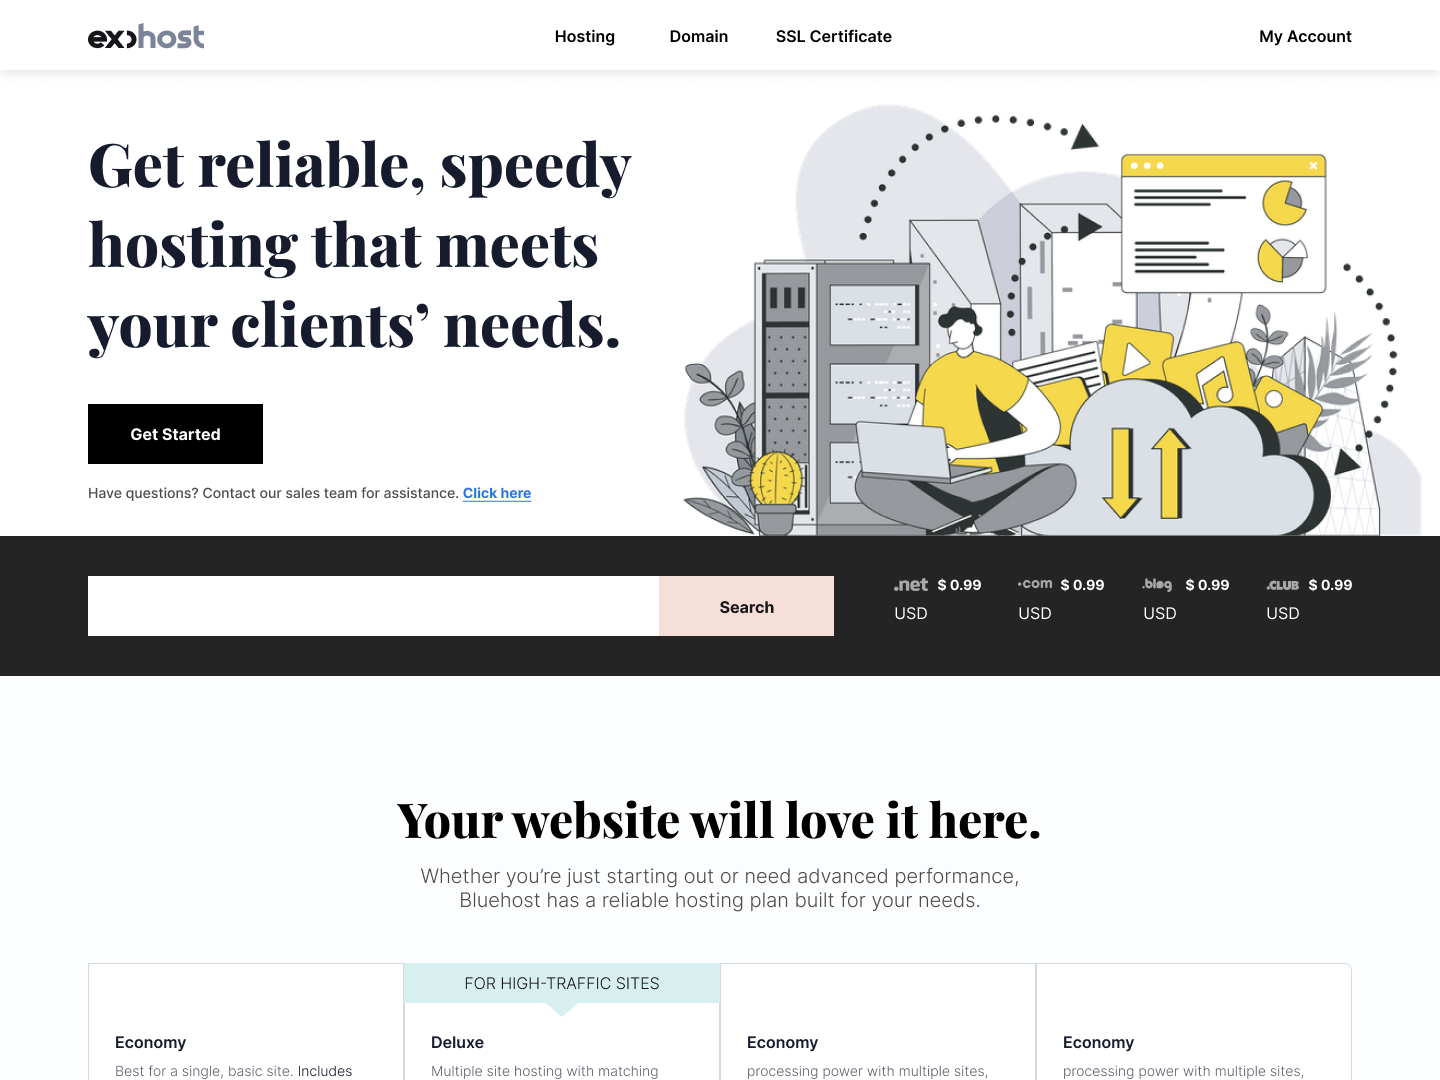 exohost
Hosting
Domain
SSL Certificate
My Account
Get reliable, speedy
hosting that meets
your clients’ needs.
Get Started
Have questions? Contact our sales team for assistance. Click here
Search
.net $ 0.99
USD
.com $ 0.99
USD
.blog $ 0.99
USD
.CLUB $ 0.99
USD
Your website will love it here.
Whether you’re just starting out or need advanced performance,
Bluehost has a reliable hosting plan built for your needs.
Economy
Best for a single, basic site. Includes
FOR HIGH-TRAFFIC SITES
Deluxe
Multiple site hosting with matching
Economy
processing power with multiple sites,
Economy
processing power with multiple sites,